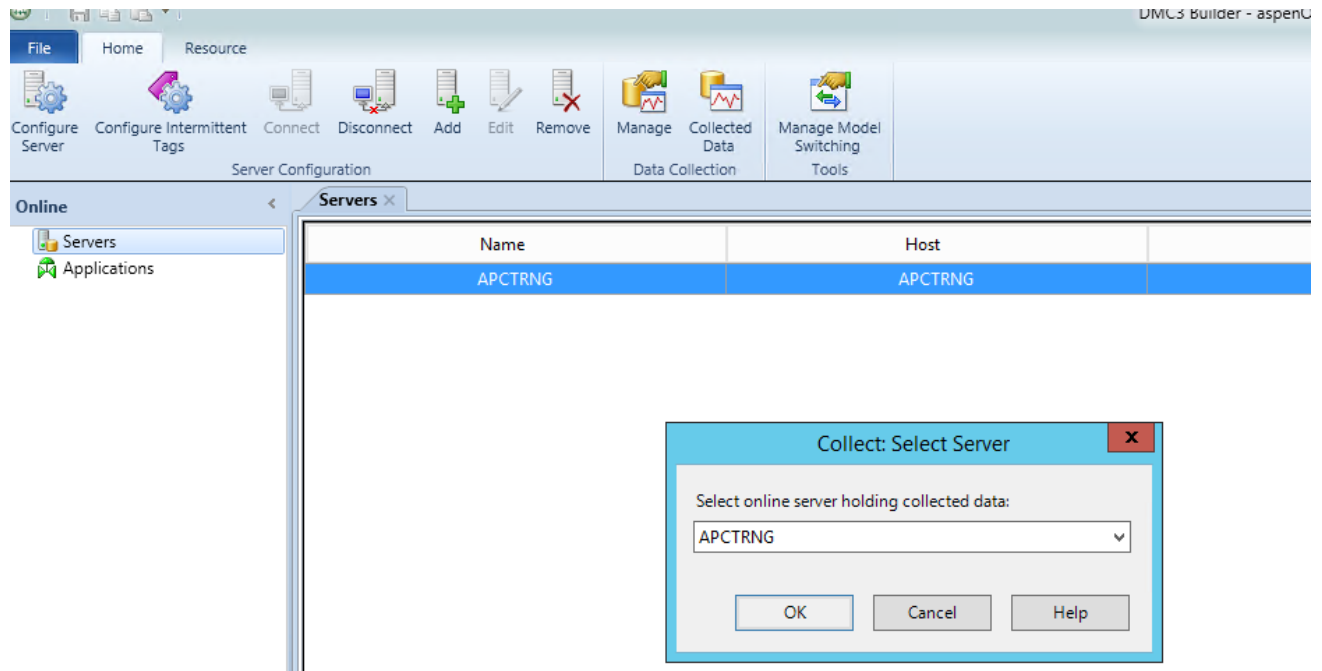 DMC3 Builder - aspenO
File Home Resource
Configure Server Configure Intermittent Tags Connect Disconnect Add Edit Remove Manage Collected Data Manage Model Switching
Server Configuration Data Collection Tools
Online
Servers
Applications
Servers
Name Host
APCTRNG APCTRNG
Collect: Select Server
x
Select online server holding collected data:
APCTRNG
OK Cancel Help